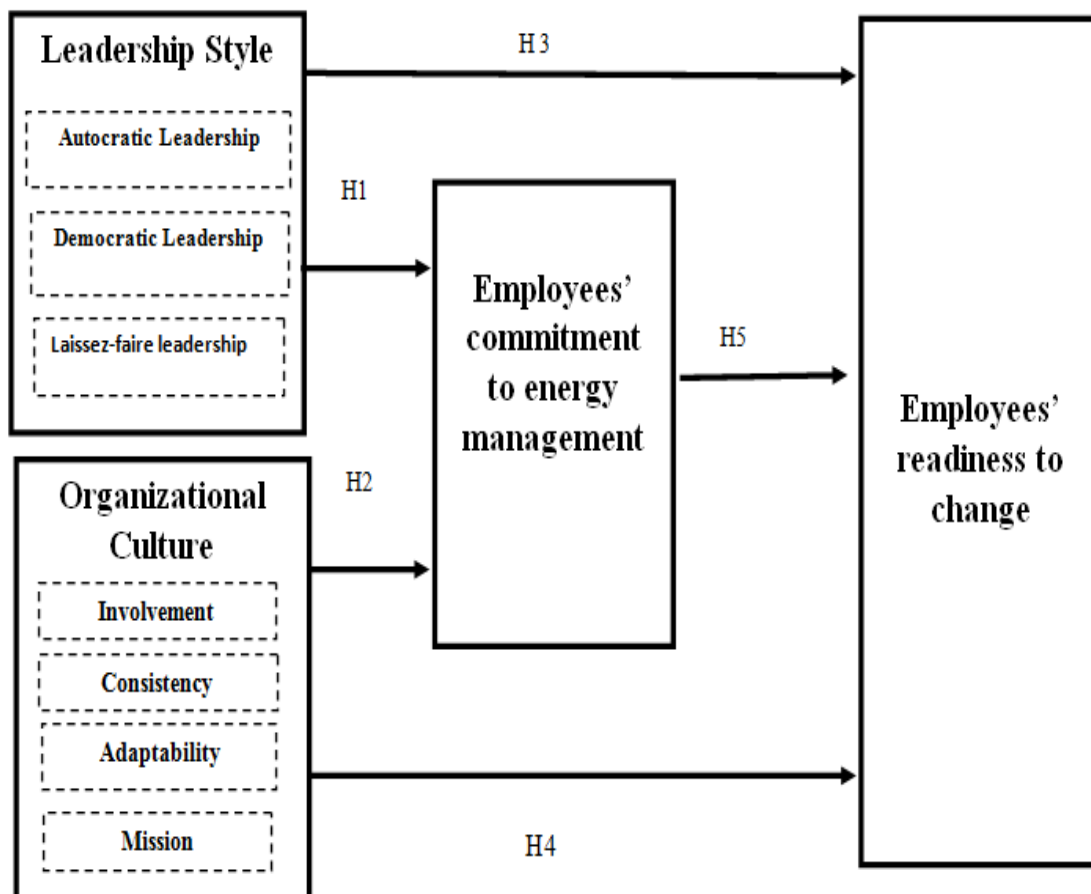 Leadership Style
Autocratic Leadership
Democratic Leadership
Laissez-faire leadership
Organizational
Culture
Involvement
Consistency
Adaptability
Mission
H 3
H1
H2
H4
Employees’
commitment
to energy
management
H5
Employees’
readiness to
change